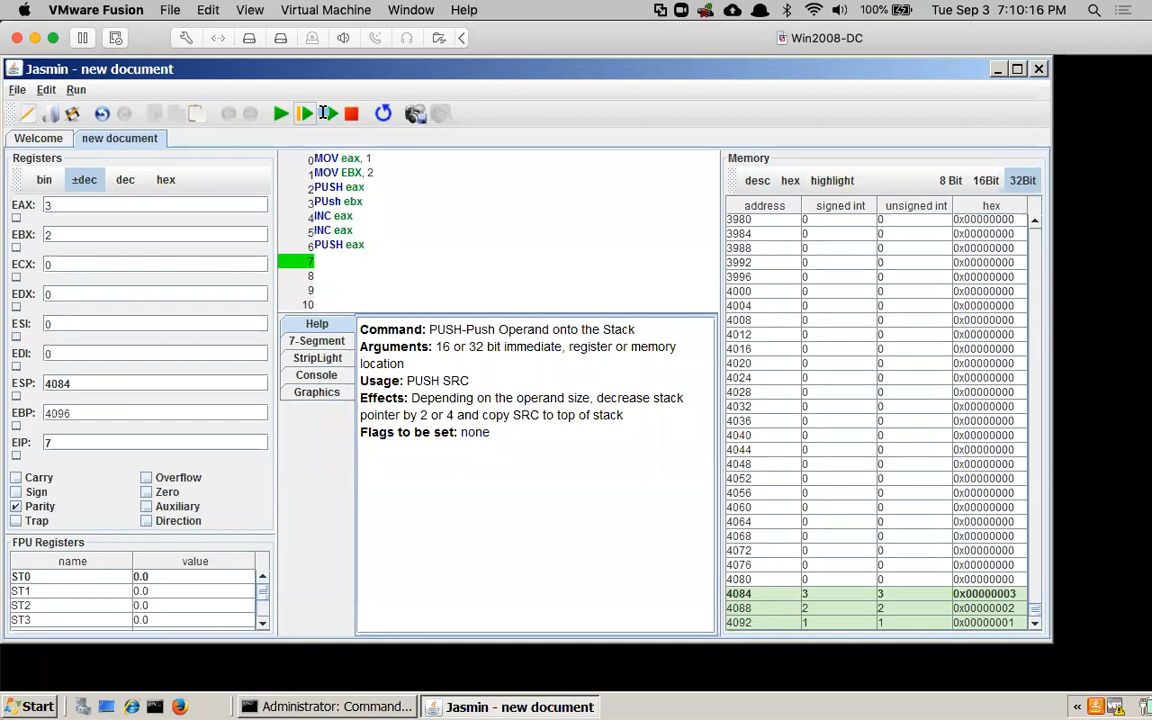 VMware Fusion File Edit View Virtual Machine Window Help 100% Tue Sep 3 7:10:16 PM
Win2008-DC
Jasmin - new document
File Edit Run
Welcome new document
Registers
bin ±dec dec hex
EAX: 3
EBX: 2
ECX: 0
EDX: 0
ESI: 0
EDI: 0
ESP: 4084
EBP: 4096
EIP: 7
Carry Overflow
Sign Zero
Parity Auxiliary
Trap Direction
FPU Registers
name value
ST0 0.0
ST1 0.0
ST2 0.0
ST3 0.0
0 MOV eax, 1
1 MOV EBX, 2
2 PUSH eax
3 PUsh ebx
4 INC eax
5 INC eax
6 PUSH eax
7
8
9
10
Help
7-Segment
StripLight
Console
Graphics
Command: PUSH-Push Operand onto the Stack
Arguments: 16 or 32 bit immediate, register or memory
location
Usage: PUSH SRC
Effects: Depending on the operand size, decrease stack
pointer by 2 or 4 and copy SRC to top of stack
Flags to be set: none
Memory
desc hex highlight 8 Bit 16Bit 32Bit
address signed int unsigned int hex
3980 0 0 0x00000000
3984 0 0 0x00000000
3988 0 0 0x00000000
3992 0 0 0x00000000
3996 0 0 0x00000000
4000 0 0 0x00000000
4004 0 0 0x00000000
4008 0 0 0x00000000
4012 0 0 0x00000000
4016 0 0 0x00000000
4020 0 0 0x00000000
4024 0 0 0x00000000
4028 0 0 0x00000000
4032 0 0 0x00000000
4036 0 0 0x00000000
4040 0 0 0x00000000
4044 0 0 0x00000000
4048 0 0 0x00000000
4052 0 0 0x00000000
4056 0 0 0x00000000
4060 0 0 0x00000000
4064 0 0 0x00000000
4068 0 0 0x00000000
4072 0 0 0x00000000
4076 0 0 0x00000000
4080 0 0 0x00000000
4084 3 3 0x00000003
4088 2 2 0x00000002
4092 1 1 0x00000001
Start Administrator: Command... Jasmin - new document